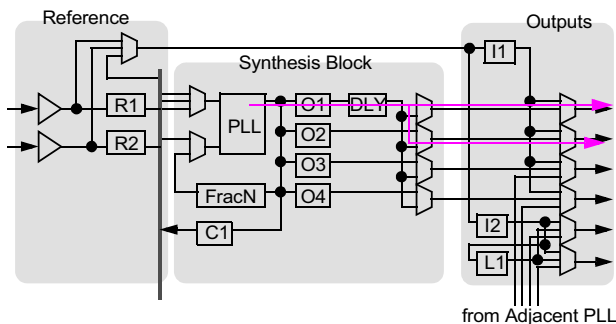 Reference
Outputs
Synthesis Block
I1
R1
R2
PLL
O1
DLY
O2
O3
O4
FracN
C1
I2
L1
from Adjacent PLL